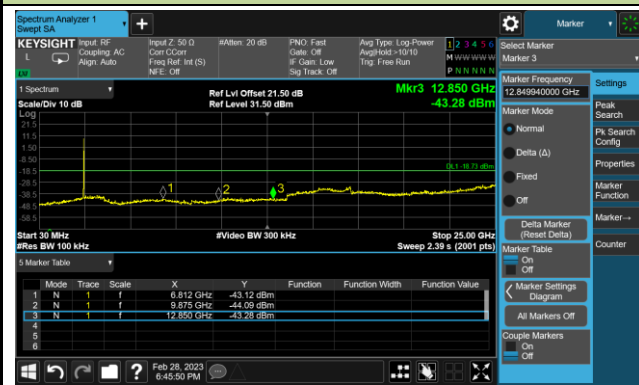 Spectrum Analyzer 1
Swept SA
+
Marker
KEYSIGHT
L
Input: RF
Coupling: AC
Align: Auto
Input Z: 50 Ω
Corr CCorr
Freq Ref: Int (S)
NFE: Off
#Atten: 20 dB
PNO: Fast
Gate: Off
IF Gain: Low
Sig Track: Off
Avg Type: Log-Power
Avg|Hold:>10/10
Trig: Free Run
1 2 3 4 5 6
M W W W W W
P N N N N N
Select Marker
Marker 3
1 Spectrum
Scale/Div 10 dB
Log
Ref Lvl Offset 21.50 dB
Ref Level 31.50 dBm
Mkr3 12.850 GHz
-43.28 dBm
21.5
11.5
1.50
-8.50
-18.5
-28.5
-38.5
-48.5
-58.5
DL1 -18.73 dBm
1
2
3
Start 30 MHz
#Res BW 100 kHz
#Video BW 300 kHz
Stop 25.00 GHz
Sweep 2.39 s (2001 pts)
5 Marker Table
Mode Trace Scale X Y Function Function Width Function Value
1 N 1 f 6.812 GHz -43.12 dBm
2 N 1 f 9.875 GHz -44.09 dBm
3 N 1 f 12.850 GHz -43.28 dBm
4
5
6
Marker Frequency
12.849940000 GHz
Marker Mode
Normal
Delta (Δ)
Fixed
Off
Delta Marker
(Reset Delta)
Marker Table
On
Off
Marker Settings
Diagram
All Markers Off
Couple Markers
On
Off
Settings
Peak
Search
Pk Search
Config
Properties
Marker
Function
Marker→
Counter
?
Feb 28, 2023
6:45:50 PM